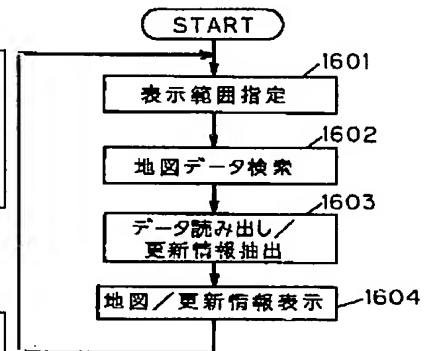 START
1601
表示範囲指定
1602
地図データ検索
1603
データ読み出し／
更新情報抽出
地図／更新情報表示
1604